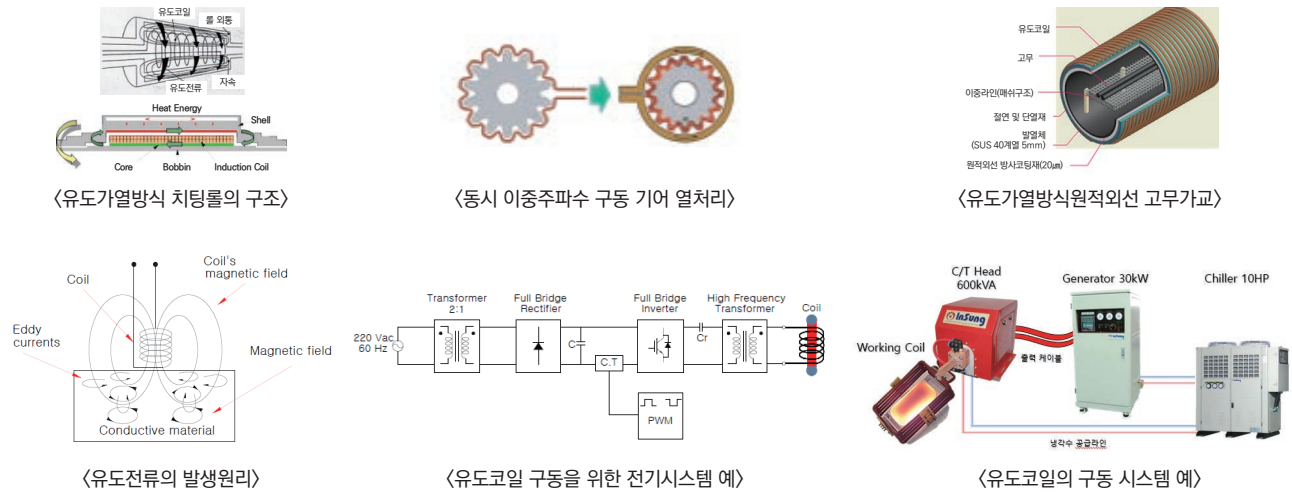 유도코일
롤 외통
유도전류
자속
Heat Energy
Shell
Core
Bobbin
Induction Coil
〈유도가열방식 치팅롤의 구조〉
〈동시 이중주파수 구동 기어 열처리〉
유도코일
고무
이중라인(매쉬구조)
절연 및 단열재
발열체
(SUS 40계열 5mm)
원적외선 방사코팅재(20㎛)
〈유도가열방식원적외선 고무가교〉
Coil
Coil's
magnetic field
Eddy
currents
Magnetic field
Conductive material
〈유도전류의 발생원리〉
Transformer
2:1
Full Bridge
Rectifier
Full Bridge
Inverter
High Frequency
Transformer
Coil
220 Vac,
60 Hz
C
C.T
Cr
PWM
〈유도코일 구동을 위한 전기시스템 예〉
C/T Head
600kVA
Generator 30kW
Chiller 10HP
InSung
Working Coil
출력 케이블
냉각수 공급라인
〈유도코일의 구동 시스템 예〉